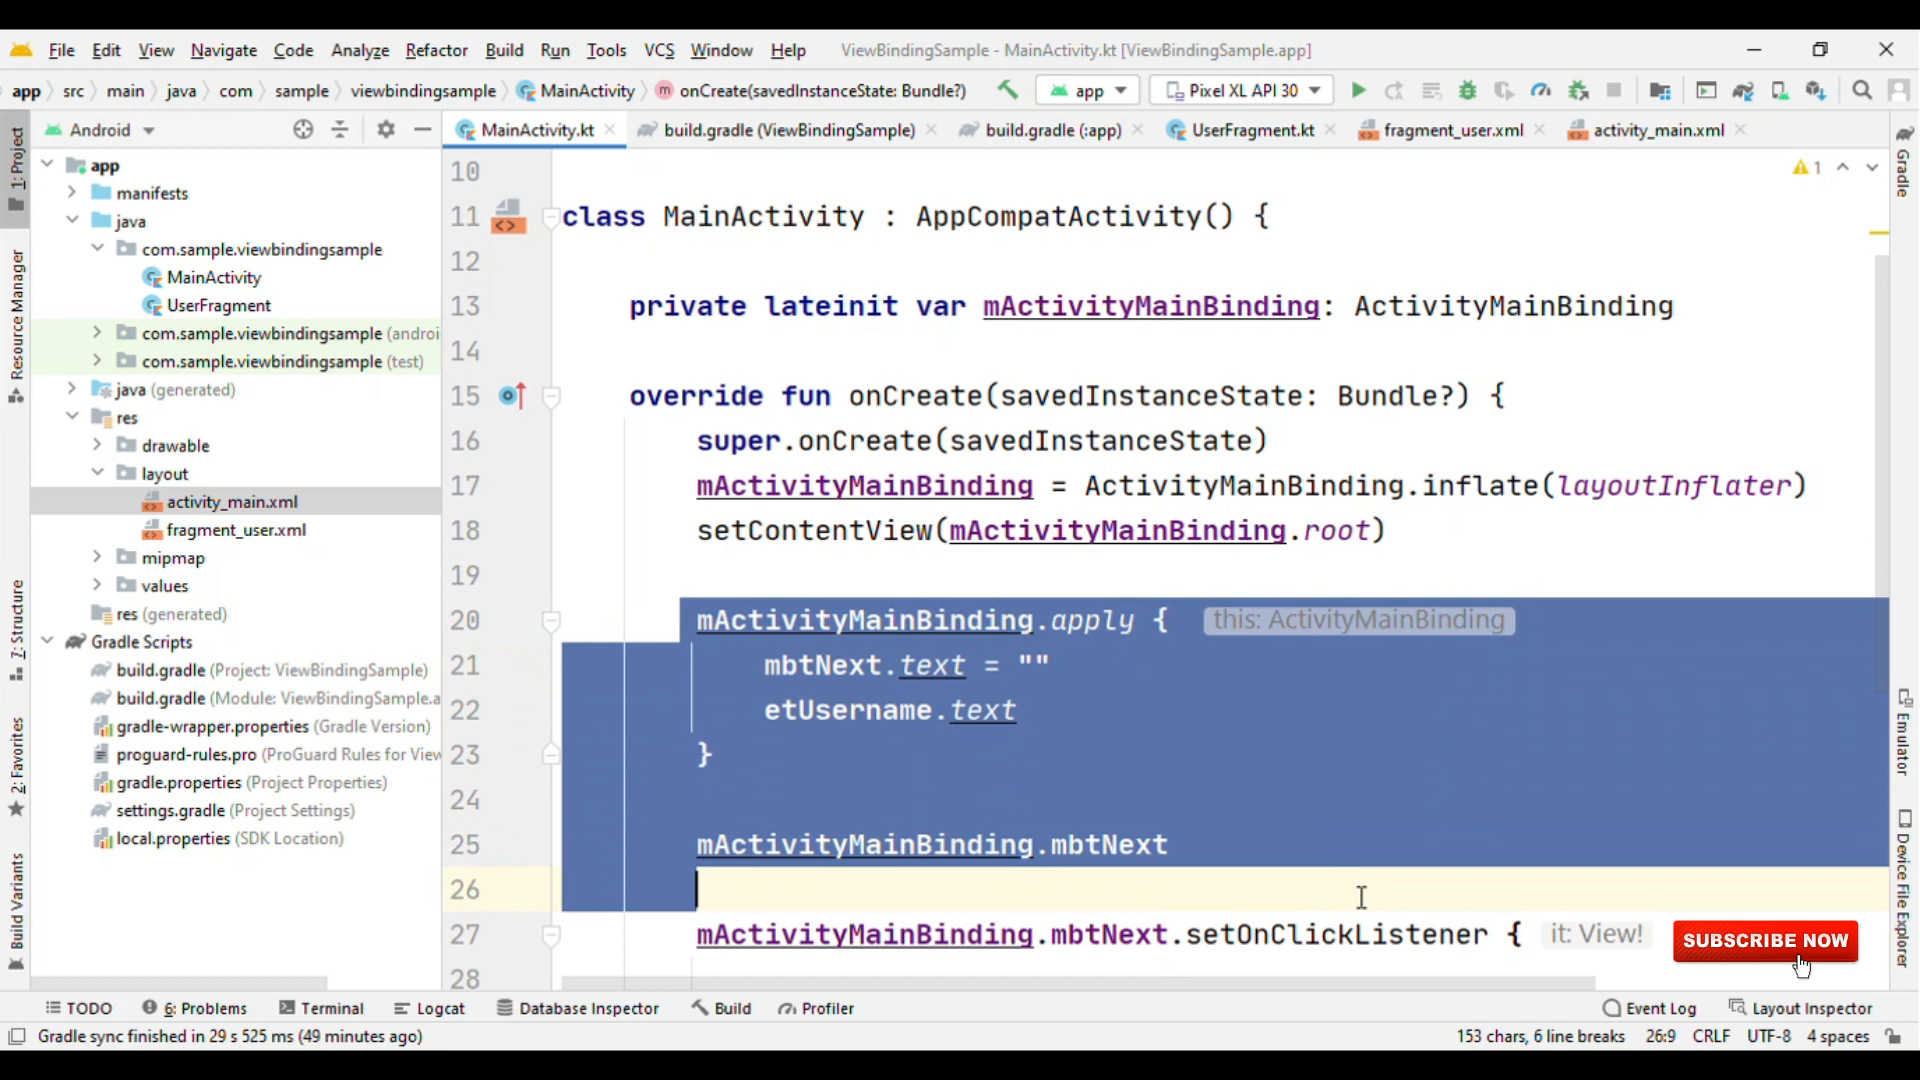 File Edit View Navigate Code Analyze Refactor Build Run Tools VCS Window Help ViewBindingSample - MainActivity.kt [ViewBindingSample.app]
app src main java com sample viewbindingsample MainActivity onCreate(savedInstanceState: Bundle?) app Pixel XL API 30
Android
MainActivity.kt build.gradle (ViewBindingSample) build.gradle (:app) UserFragment.kt fragment_user.xml activity_main.xml
1: Project
Resource Manager
7: Structure
2: Favorites
Build Variants
app
manifests
java
com.sample.viewbindingsample
MainActivity
UserFragment
com.sample.viewbindingsample (androi
com.sample.viewbindingsample (test)
java (generated)
res
drawable
layout
activity_main.xml
fragment_user.xml
mipmap
values
res (generated)
Gradle Scripts
build.gradle (Project: ViewBindingSample)
build.gradle (Module: ViewBindingSample.a
gradle-wrapper.properties (Gradle Version)
proguard-rules.pro (ProGuard Rules for View
gradle.properties (Project Properties)
settings.gradle (Project Settings)
local.properties (SDK Location)
1
10
11 class MainActivity : AppCompatActivity() {
12
13 private lateinit var mActivityMainBinding: ActivityMainBinding
14
15 override fun onCreate(savedInstanceState: Bundle?) {
16 super.onCreate(savedInstanceState)
17 mActivityMainBinding = ActivityMainBinding.inflate(layoutInflater)
18 setContentView(mActivityMainBinding.root)
19
20 mActivityMainBinding.apply { this: ActivityMainBinding
21 mbtNext.text = ""
22 etUsername.text
23 }
24
25 mActivityMainBinding.mbtNext
26
27 mActivityMainBinding.mbtNext.setOnClickListener { it: View!
28
SUBSCRIBE NOW
Gradle
Emulator
Device File Explorer
TODO 6: Problems Terminal Logcat Database Inspector Build Profiler Event Log Layout Inspector
Gradle sync finished in 29 s 525 ms (49 minutes ago) 153 chars, 6 line breaks 26:9 CRLF UTF-8 4 spaces